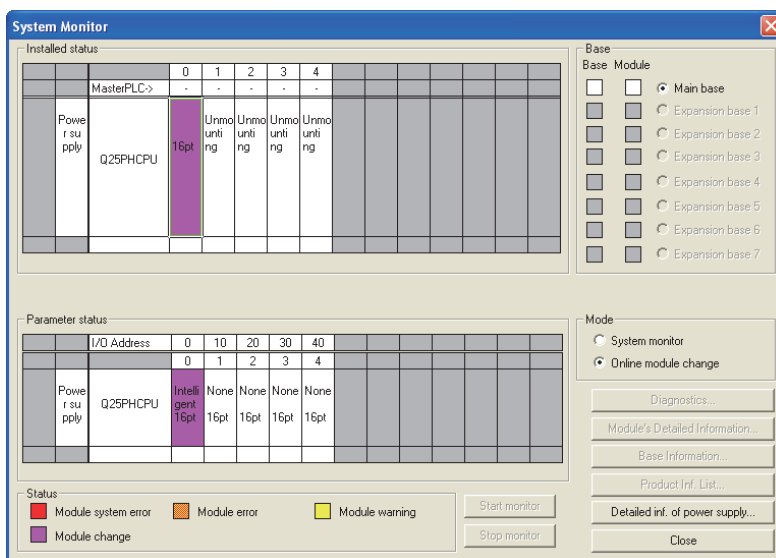 System Monitor
Installed status
0 1 2 3 4
MasterPLC-> - - - - -
Powe
r su
pply
Q25PHCPU
16pt
Unmo
unti
ng
Unmo
unti
ng
Unmo
unti
ng
Unmo
unti
ng
Base
Base Module
Main base
Expansion base 1
Expansion base 2
Expansion base 3
Expansion base 4
Expansion base 5
Expansion base 6
Expansion base 7
Parameter status
I/O Address 0 10 20 30 40
0 1 2 3 4
Powe
r su
pply
Q25PHCPU
Intelli
gent
16pt
None
16pt
None
16pt
None
16pt
None
16pt
Mode
System monitor
Online module change
Diagnostics...
Module's Detailed Information...
Base Information...
Product Inf. List...
Detailed inf. of power supply...
Close
Status
Module system error
Module error
Module warning
Module change
Start monitor
Stop monitor